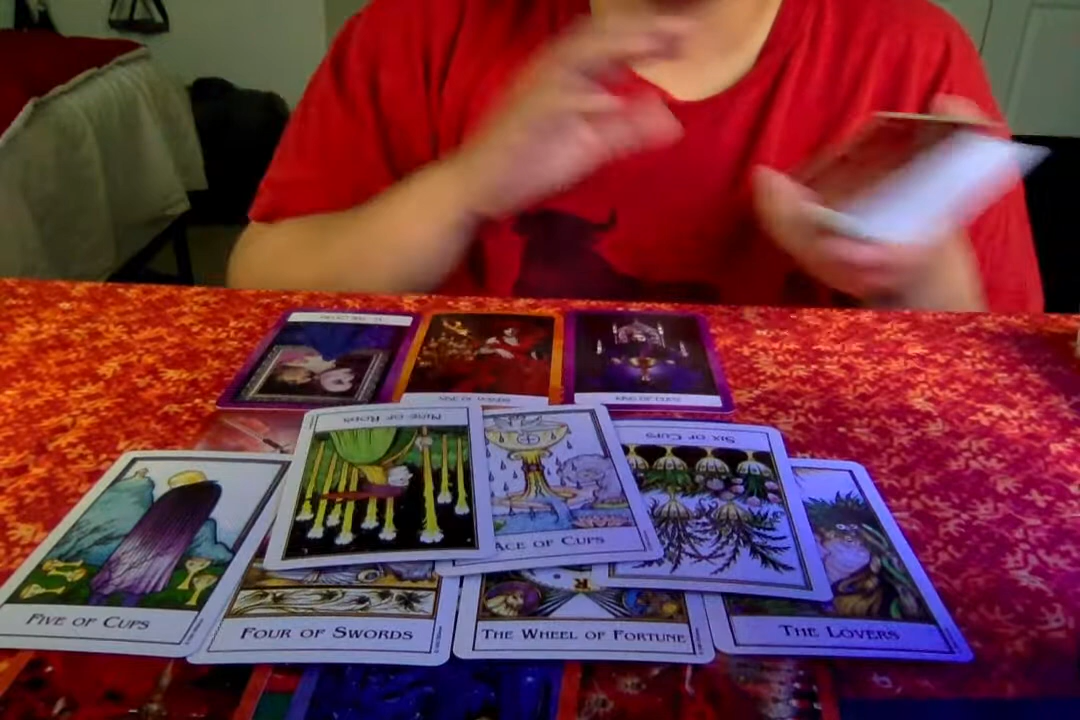 NINE OF RODS
SIX OF CUPS
ACE OF CUPS
FIVE OF CUPS
FOUR OF SWORDS
THE WHEEL OF FORTUNE
THE LOVERS